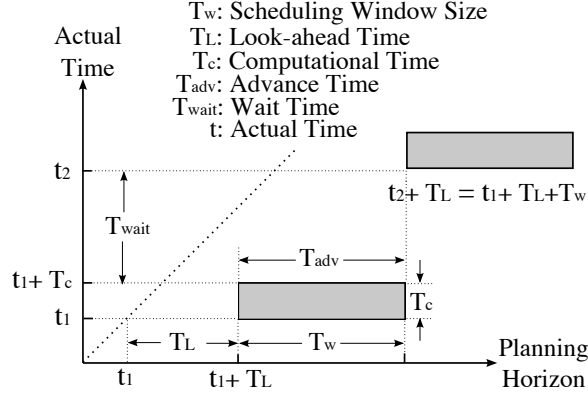 Tw: Scheduling Window Size
TL: Look-ahead Time
Tc: Computational Time
Tadv: Advance Time
Twait: Wait Time
t: Actual Time
Actual
Time
t2
t2+ TL = t1+ TL+Tw
Twait
Tadv
t1+ Tc
Tc
t1
TL
Tw
t1
t1+ TL
Planning
Horizon